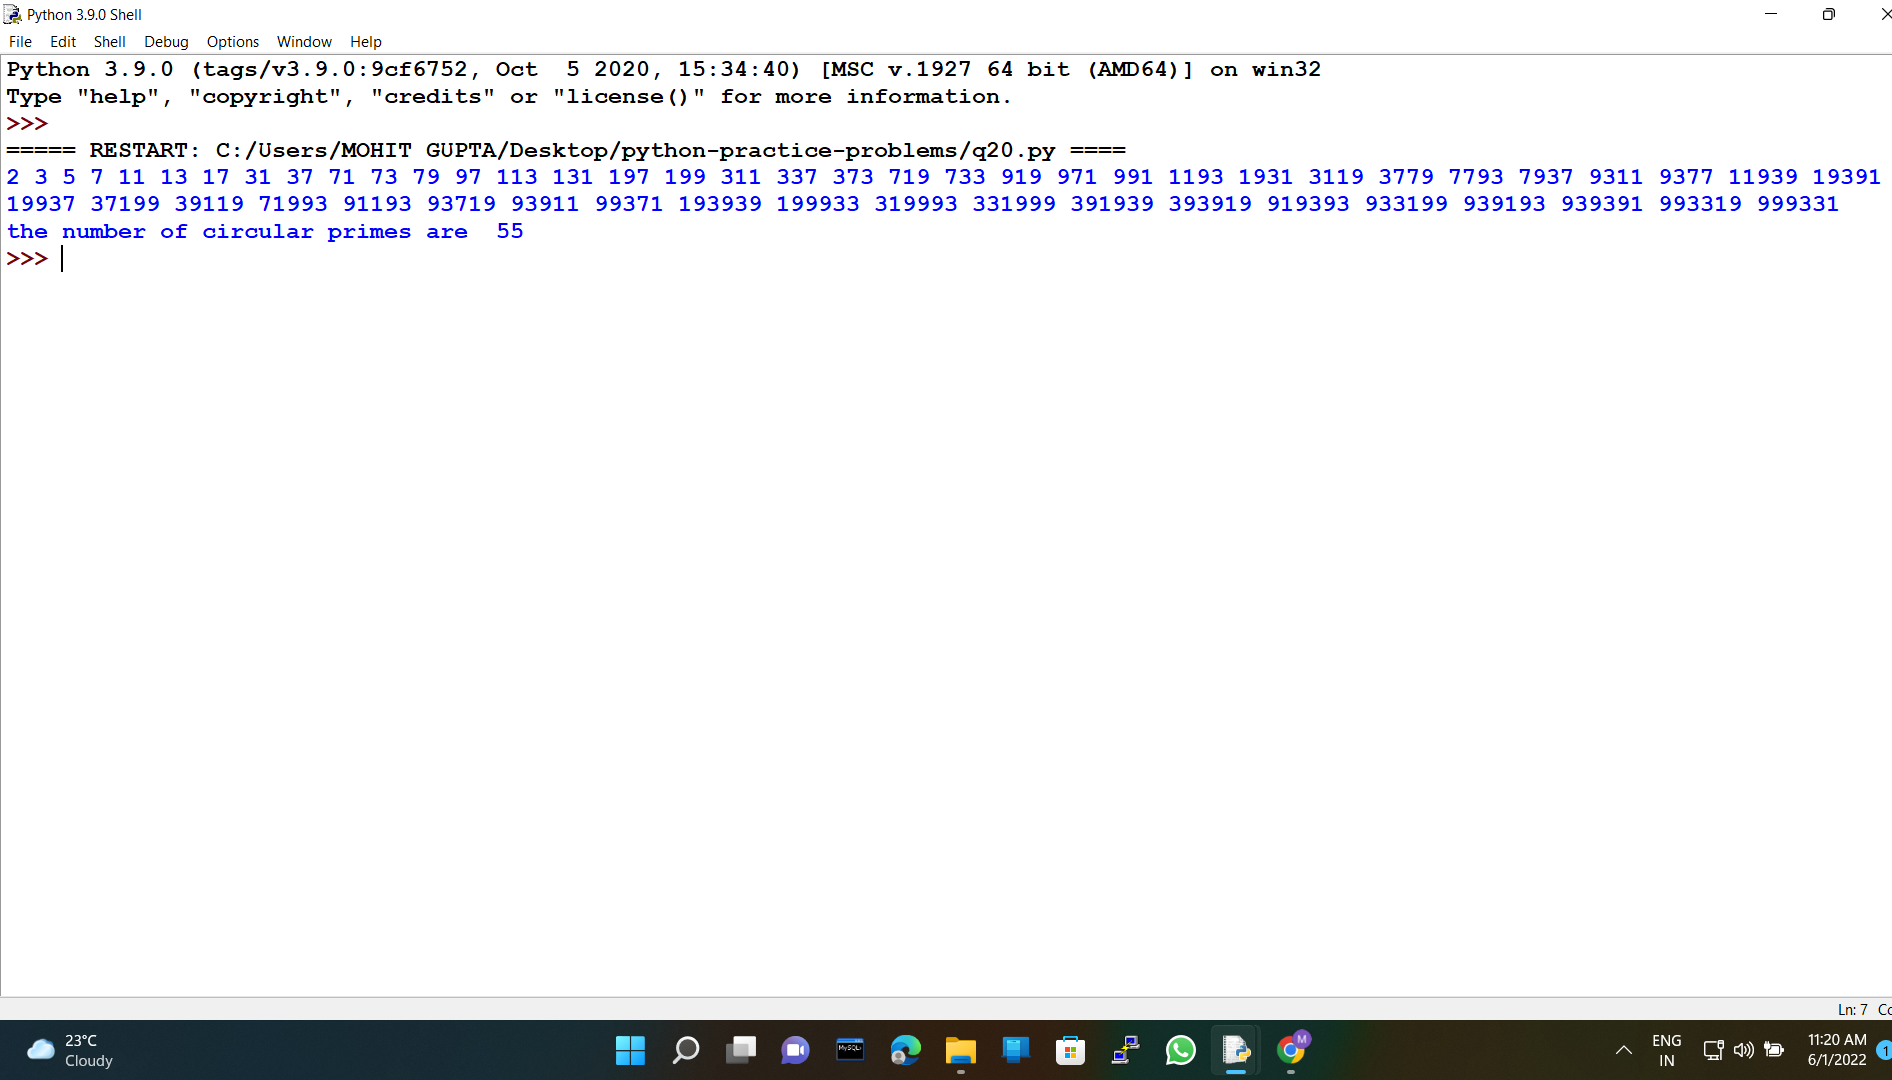 Python 3.9.0 Shell
File Edit Shell Debug Options Window Help
Python 3.9.0 (tags/v3.9.0:9cf6752, Oct  5 2020, 15:34:40) [MSC v.1927 64 bit (AMD64)] on win32
Type "help", "copyright", "credits" or "license()" for more information.
>>>
===== RESTART: C:/Users/MOHIT GUPTA/Desktop/python-practice-problems/q20.py ====
2 3 5 7 11 13 17 31 37 71 73 79 97 113 131 197 199 311 337 373 719 733 919 971 991 1193 1931 3119 3779 7793 7937 9311 9377 11939 19391
19937 37199 39119 71993 91193 93719 93911 99371 193939 199933 319993 331999 391939 393919 919393 933199 939193 939391 993319 999331
the number of circular primes are  55
>>>
Ln: 7 Co
23°C
Cloudy
MySQL
M
ENG
IN
11:20 AM
6/1/2022
1